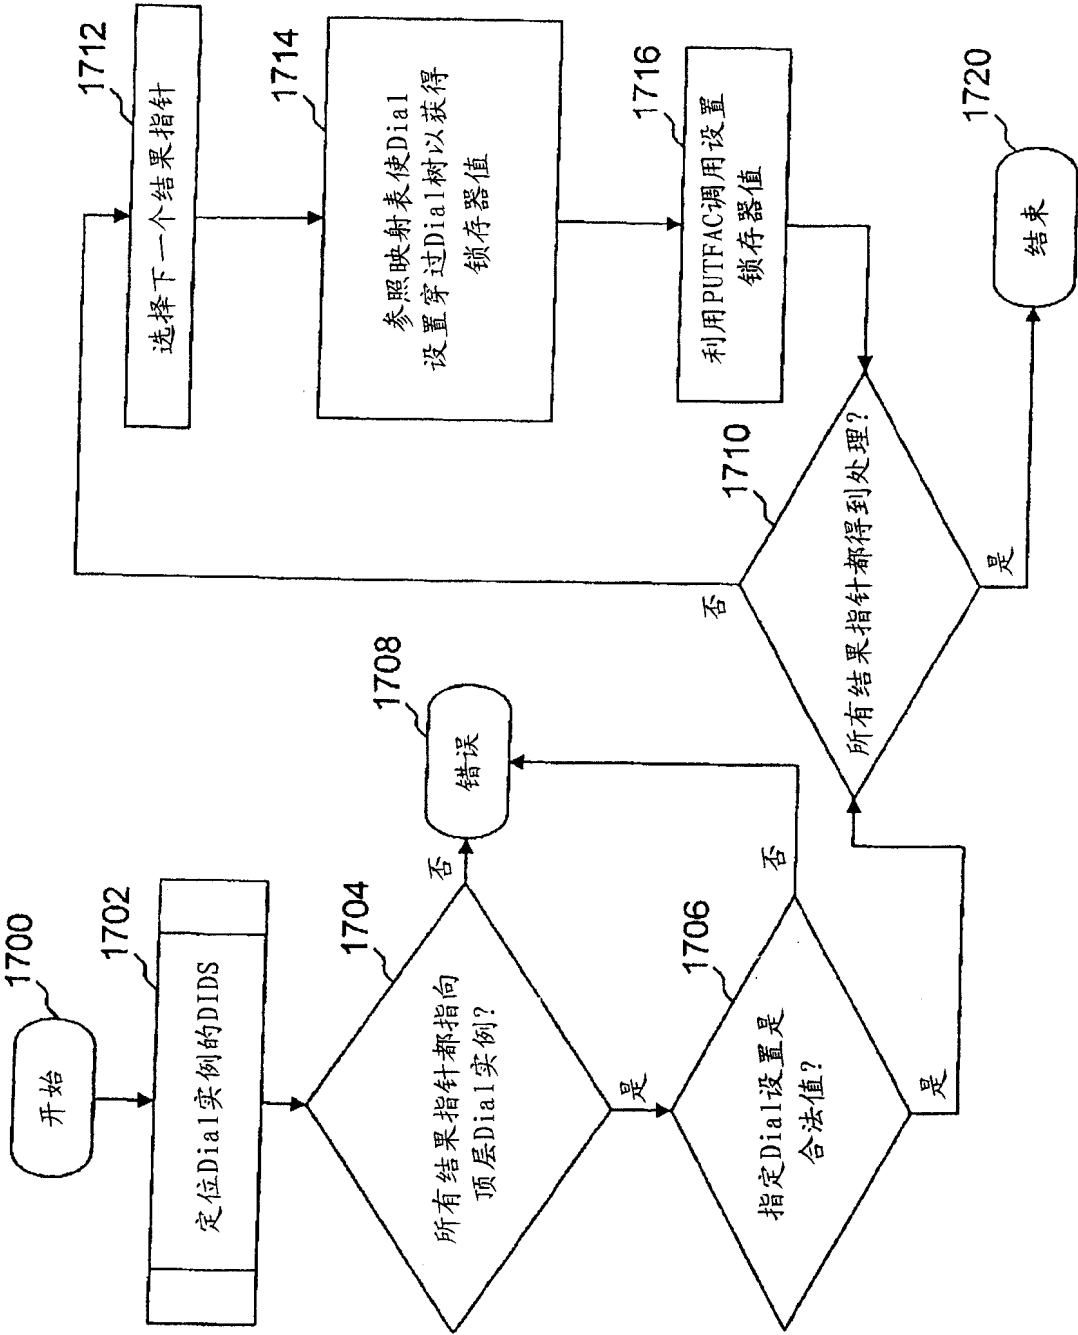 1700
开始
1702
定位Dial实例的DIDS
1704
所有结果指针都指向
顶层Dial实例?
否
是
1708
错误
1706
指定Dial设置是
合法值?
否
是
1710
所有结果指针都得到处理?
否
是
1712
选择下一个结果指针
1714
参照映射表使Dial
设置穿过Dial树以获得
锁存器值
1716
利用PUTFAC调用设置
锁存器值
1720
结束